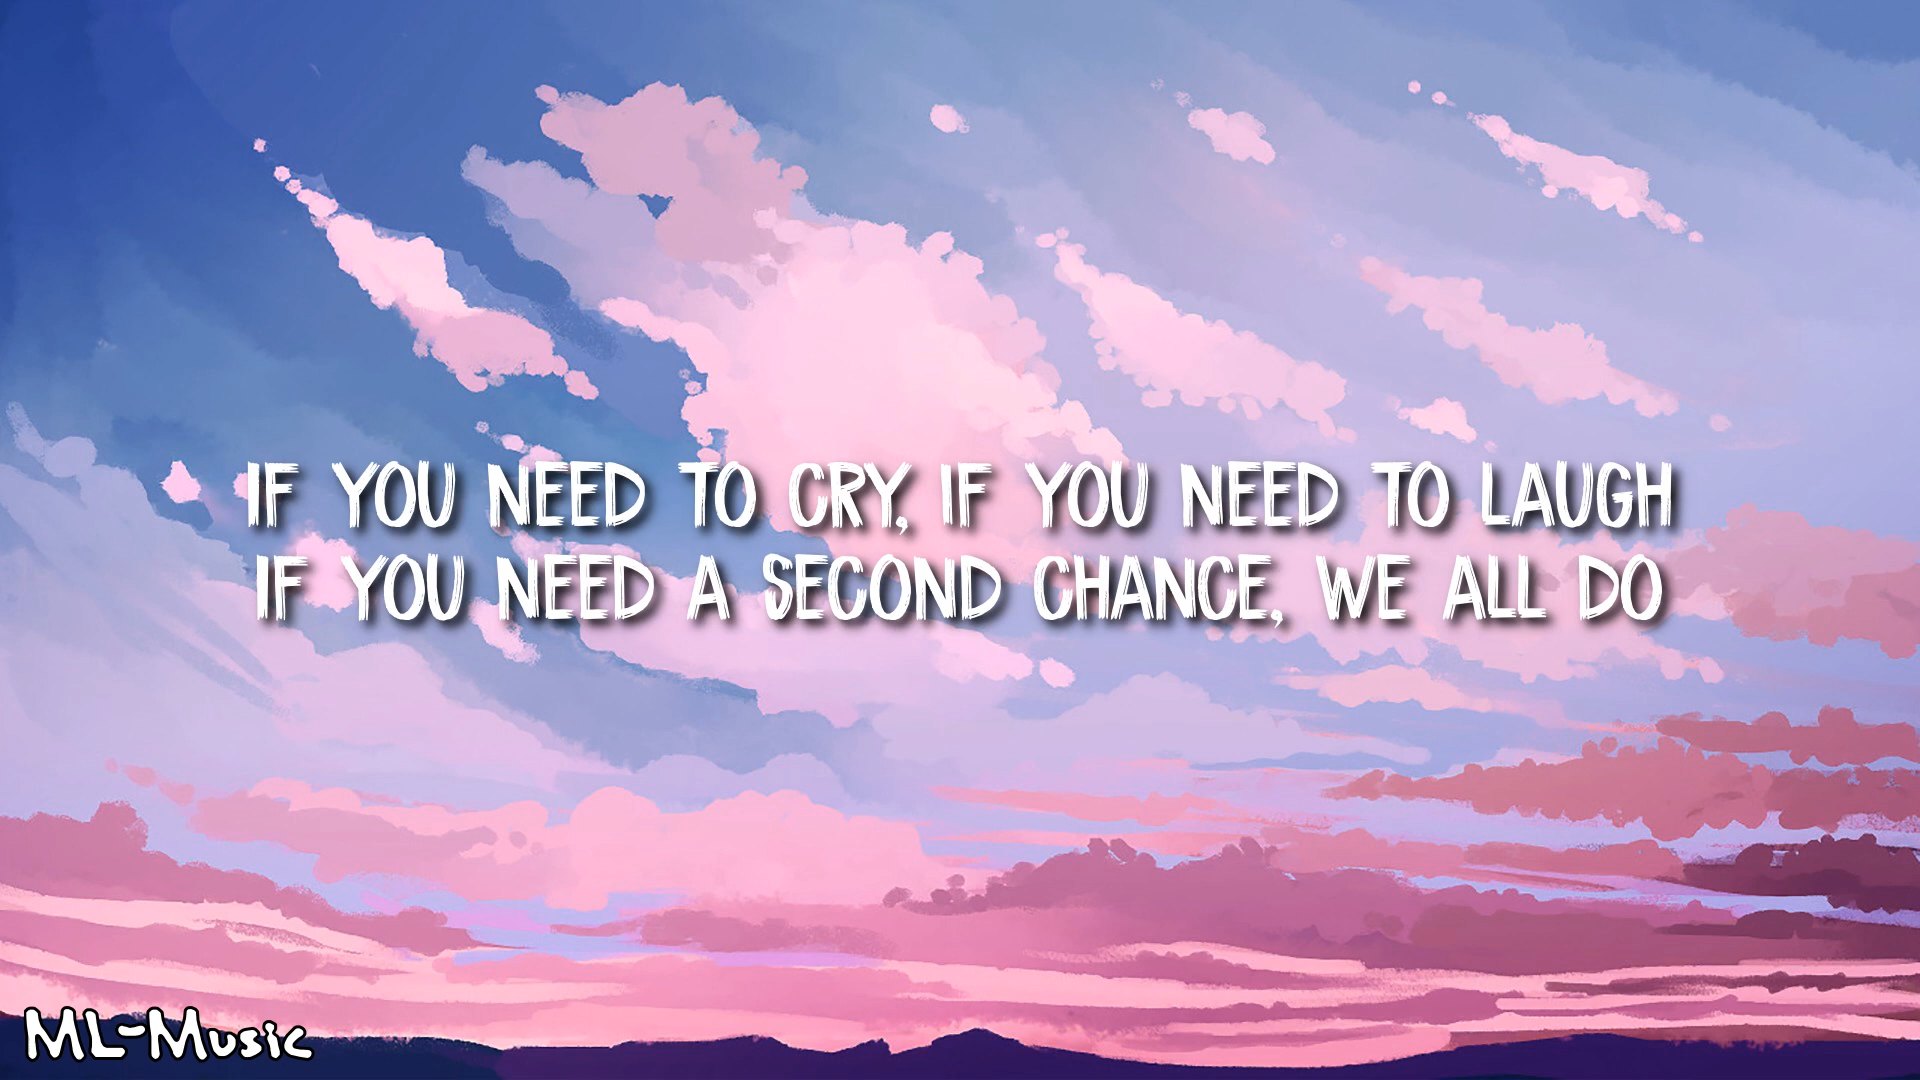 IF YOU NEED TO CRY, IF YOU NEED TO LAUGH
IF YOU NEED A SECOND CHANCE, WE ALL DO
ML-Music